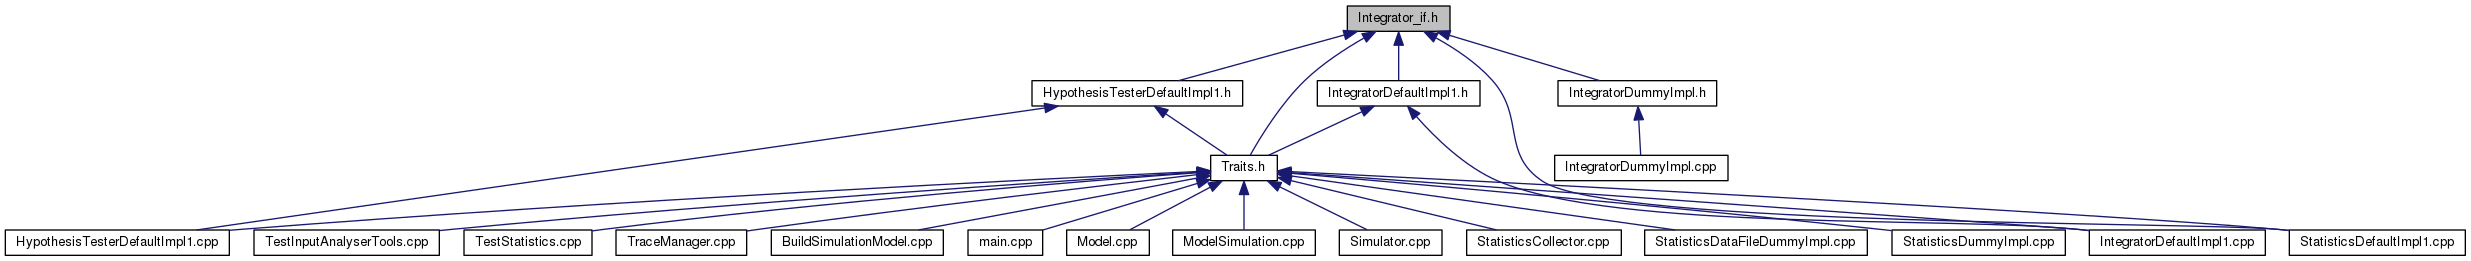 Integrator_if.h
HypothesisTesterDefaultImpl1.h
IntegratorDefaultImpl1.h
IntegratorDummyImpl.h
Traits.h
IntegratorDummyImpl.cpp
HypothesisTesterDefaultImpl1.cpp
TestInputAnalyserTools.cpp
TestStatistics.cpp
TraceManager.cpp
BuildSimulationModel.cpp
main.cpp
Model.cpp
ModelSimulation.cpp
Simulator.cpp
StatisticsCollector.cpp
StatisticsDataFileDummyImpl.cpp
StatisticsDummyImpl.cpp
IntegratorDefaultImpl1.cpp
StatisticsDefaultImpl1.cpp